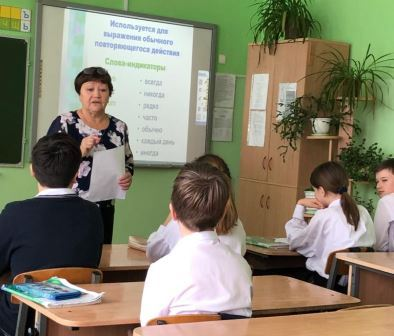 Используется для
выражения обычного
повторяющегося действия
Слова-индикаторы
всегда
никогда
редко
часто
обычно
каждый день
иногда